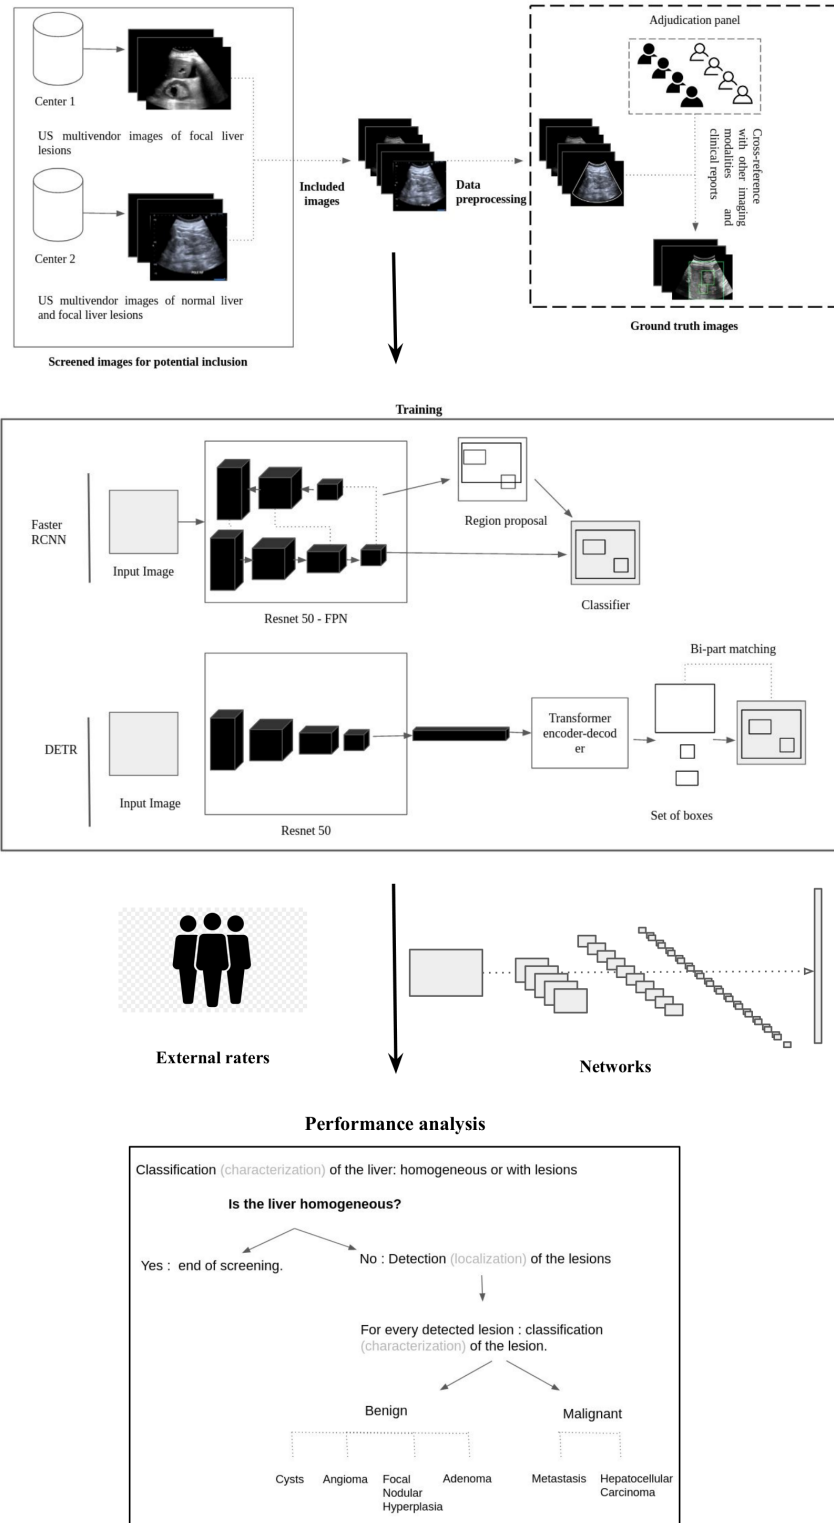 Center 1
US multivendor images of focal liver
lesions
Center 2
US multivendor images of normal liver
and focal liver lesions
Screened images for potential inclusion
Included
images
Data
preprocessing
Adjudication panel
Cross-reference
with other imaging
modalities and
clinical reports
Ground truth images
Training
Faster
RCNN
Input Image
Resnet 50 - FPN
Region proposal
Classifier
DETR
Input Image
Resnet 50
Transformer
encoder-decod
er
Bi-part matching
Set of boxes
External raters
Networks
Performance analysis
Classification (characterization) of the liver: homogeneous or with lesions
Is the liver homogeneous?
Yes : end of screening.
No : Detection (localization) of the lesions
For every detected lesion : classification
(characterization) of the lesion.
Benign
Malignant
Cysts
Angioma
Focal
Nodular
Hyperplasia
Adenoma
Metastasis
Hepatocellular
Carcinoma